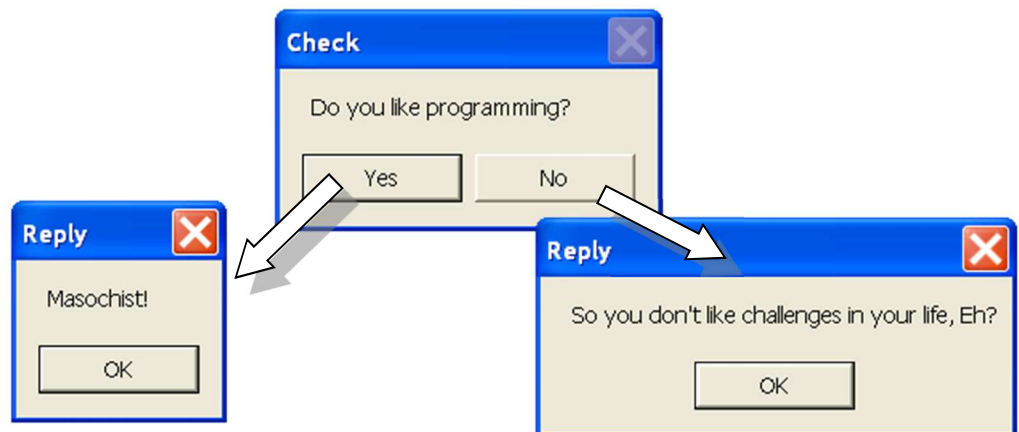 Check
Do you like programming?
Yes
No
Reply
Masochist!
OK
Reply
So you don't like challenges in your life, Eh?
OK